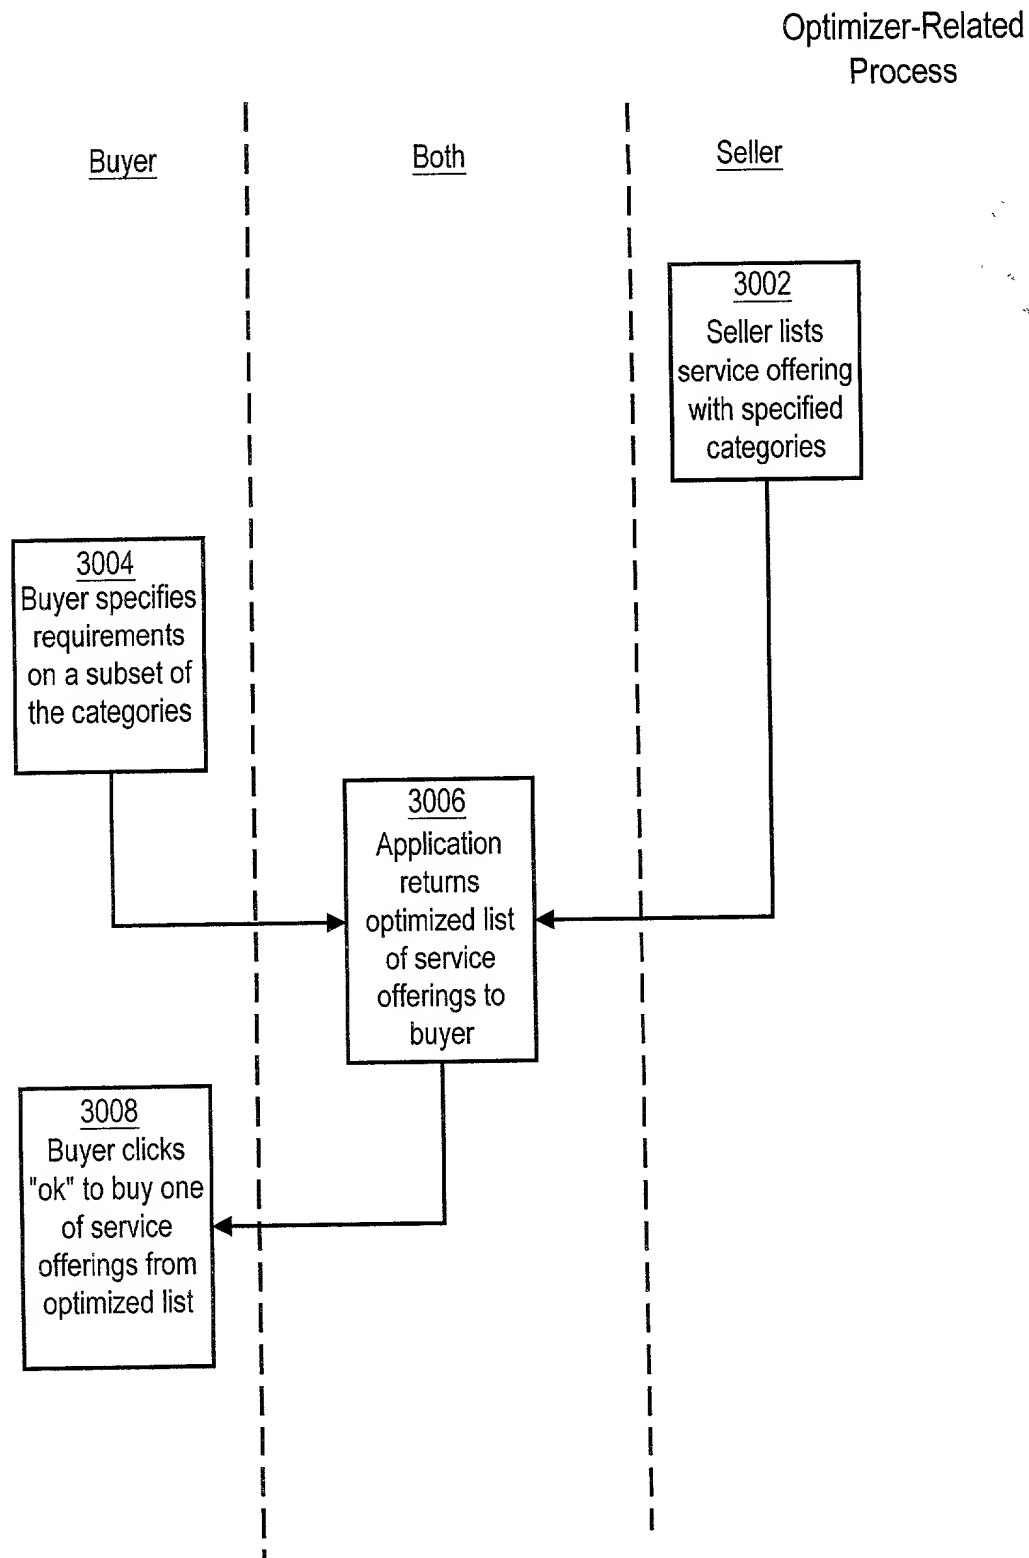 Optimizer-Related
Process
Buyer
Both
Seller
3002
Seller lists
service offering
with specified
categories
3004
Buyer specifies
requirements
on a subset of
the categories
3006
Application
returns
optimized list
of service
offerings to
buyer
3008
Buyer clicks
"ok" to buy one
of service
offerings from
optimized list